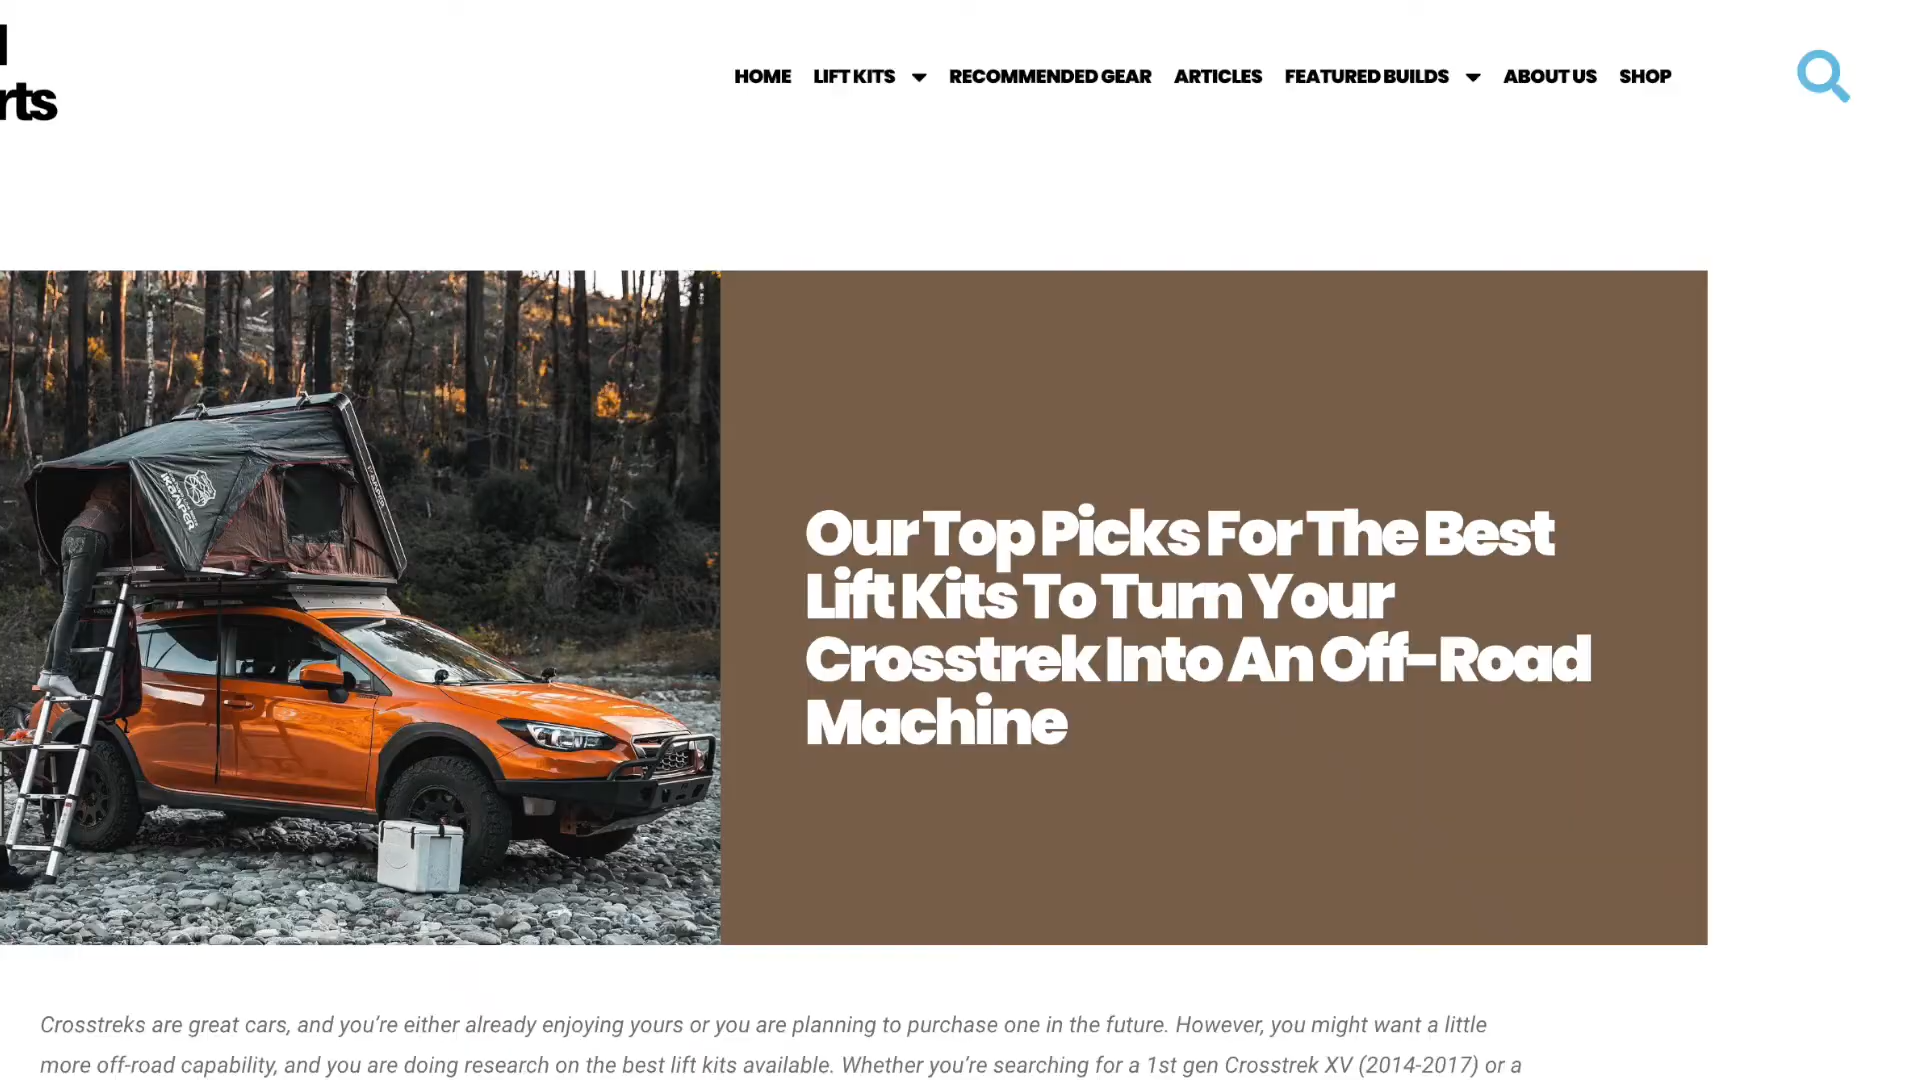 rts
HOME LIFT KITS RECOMMENDED GEAR ARTICLES FEATURED BUILDS ABOUT US SHOP
iKAMPER
Our Top Picks For The Best
Lift Kits To Turn Your
Crosstrek Into An Off-Road
Machine
Crosstreks are great cars, and you’re either already enjoying yours or you are planning to purchase one in the future. However, you might want a little
more off-road capability, and you are doing research on the best lift kits available. Whether you’re searching for a 1st gen Crosstrek XV (2014-2017) or a